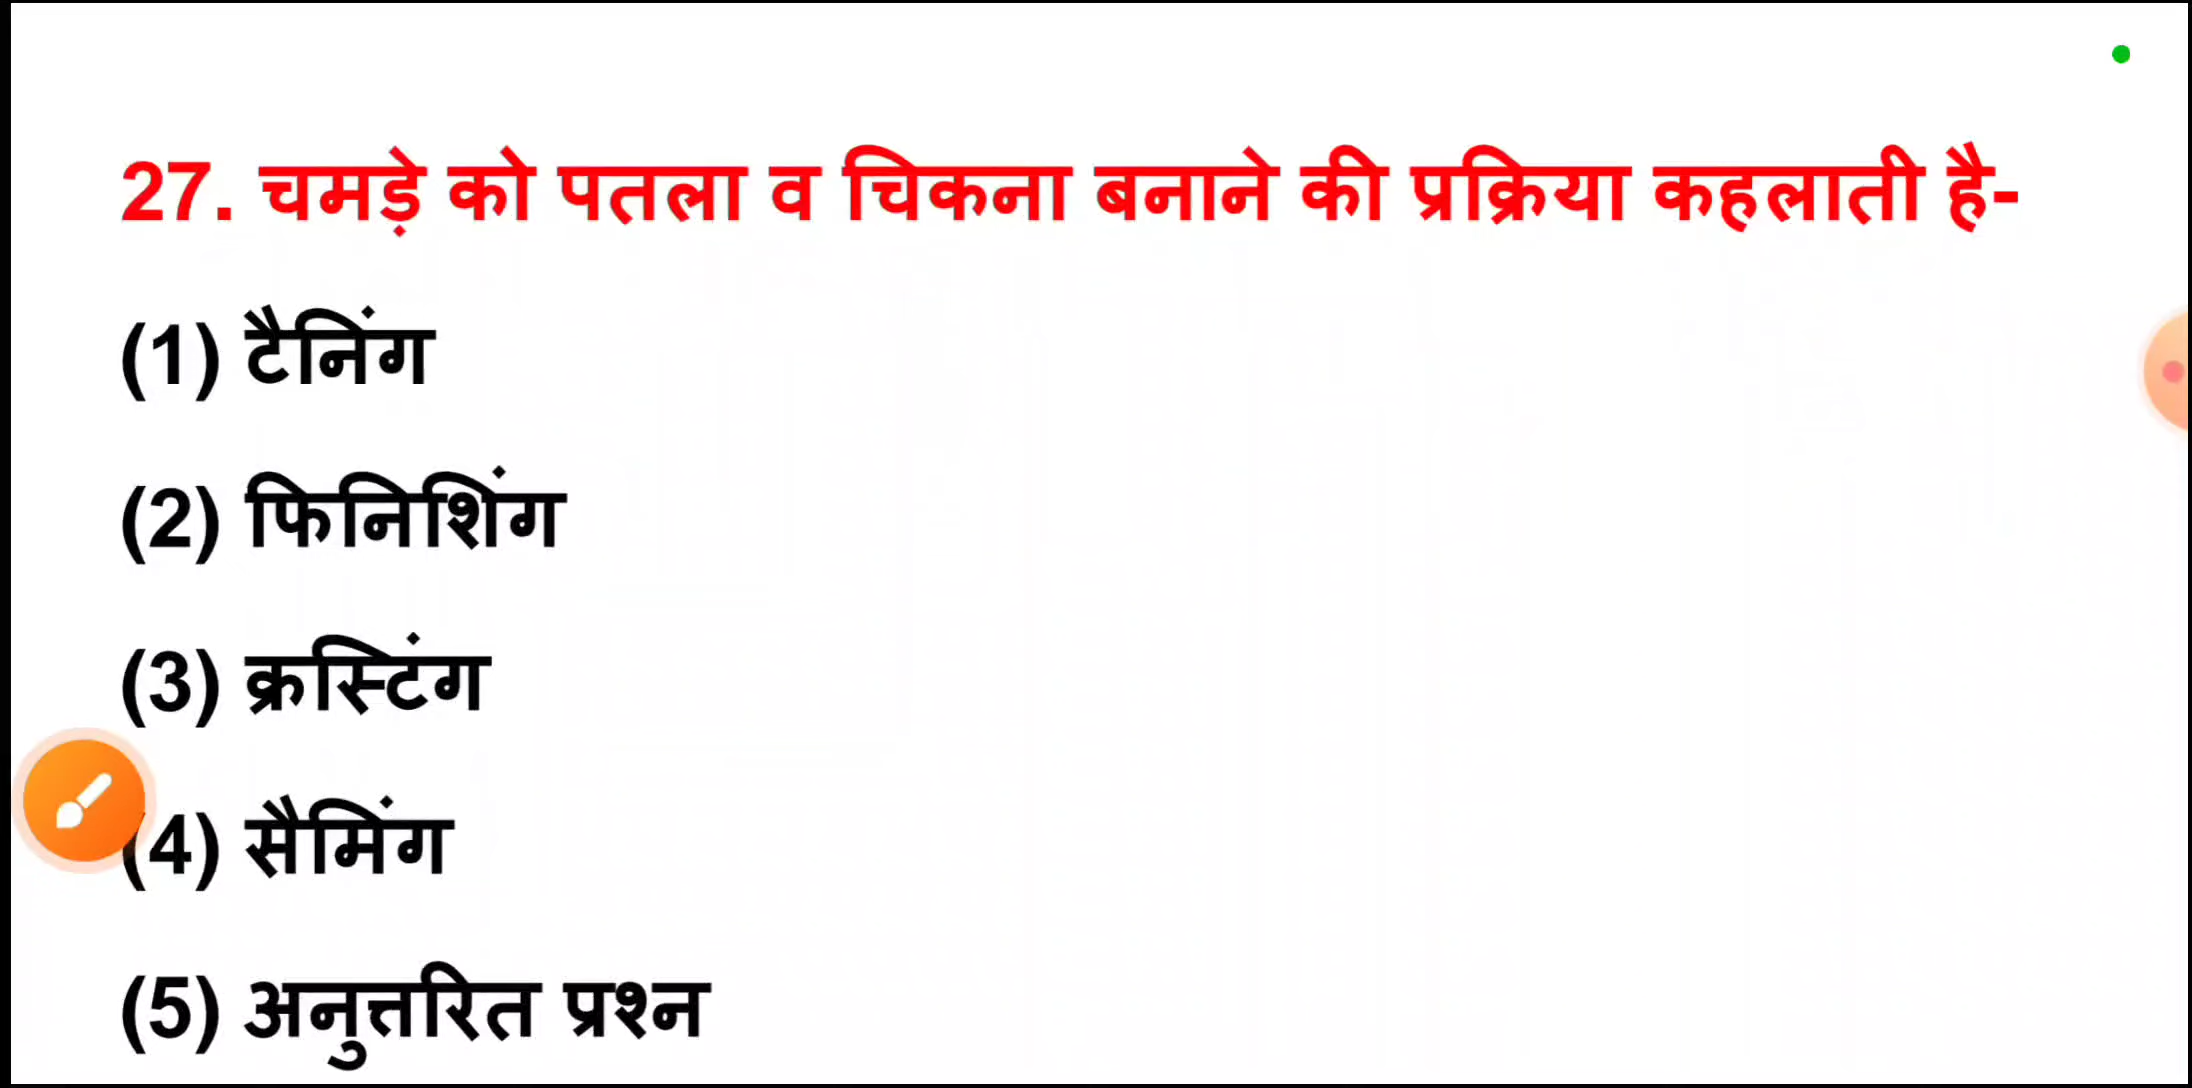 27. चमड़े को पतला व चिकना बनाने की प्रक्रिया कहलाती है-
(1) टैनिंग
(2) फिनिशिंग
(3) क्रस्टिंग
(4) सैमिंग
(5) अनुत्तरित प्रश्न